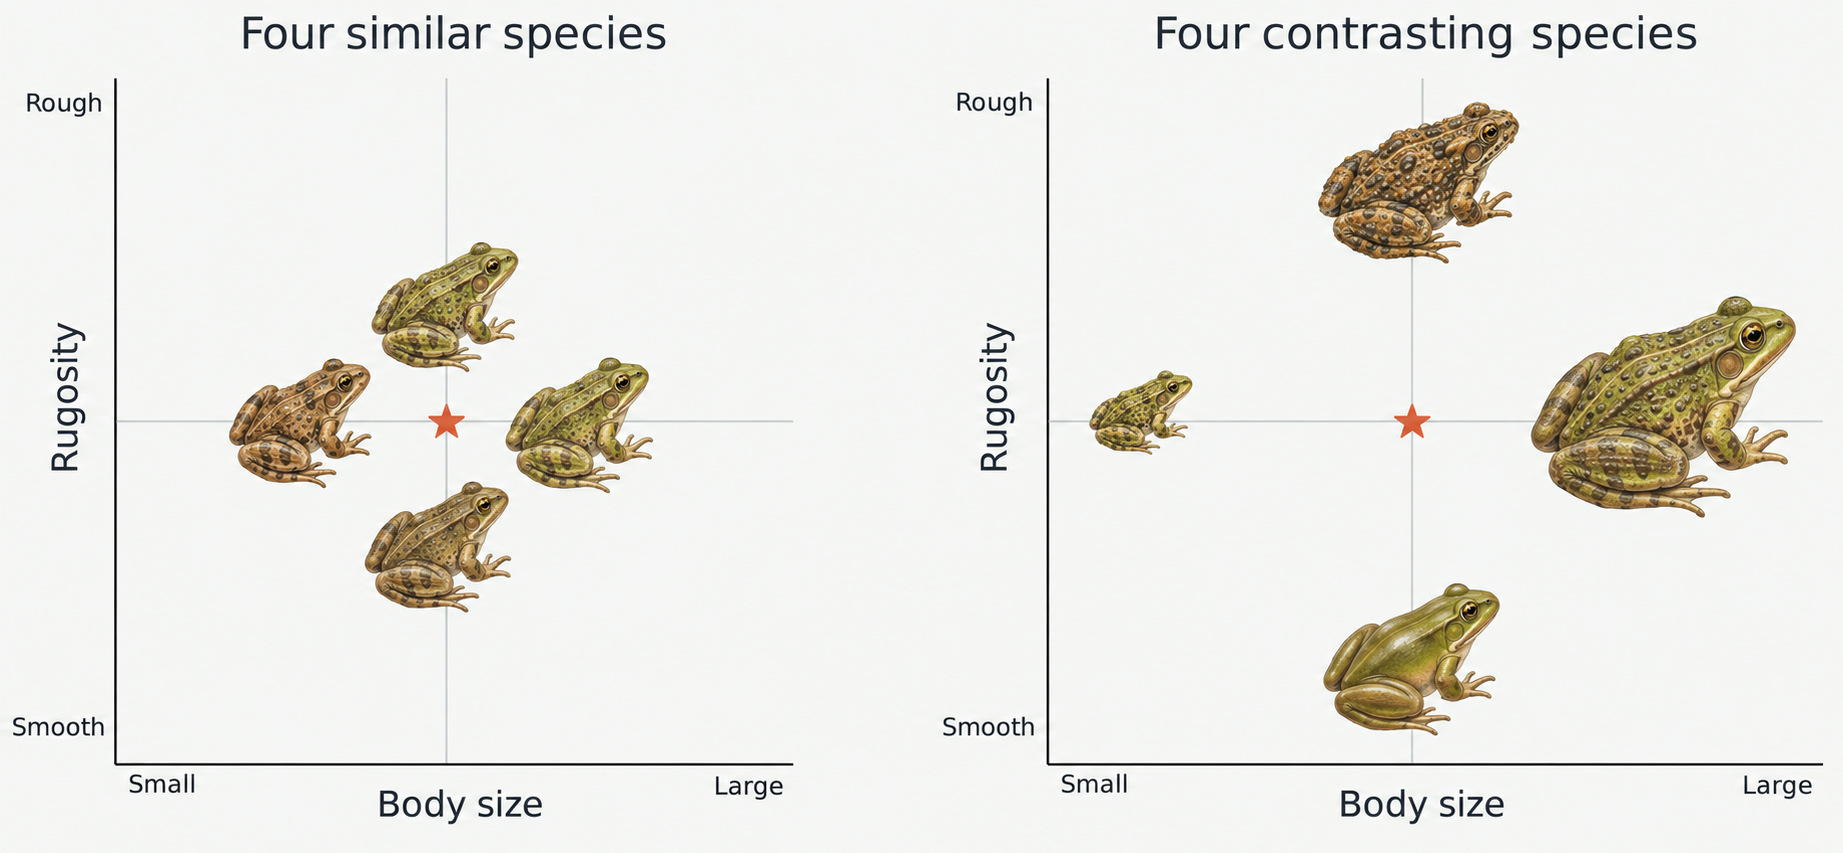 Four similar species
Rough
Rugosity
Smooth
Small
Large
Body size
Four contrasting species
Rough
Rugosity
Smooth
Small
Large
Body size